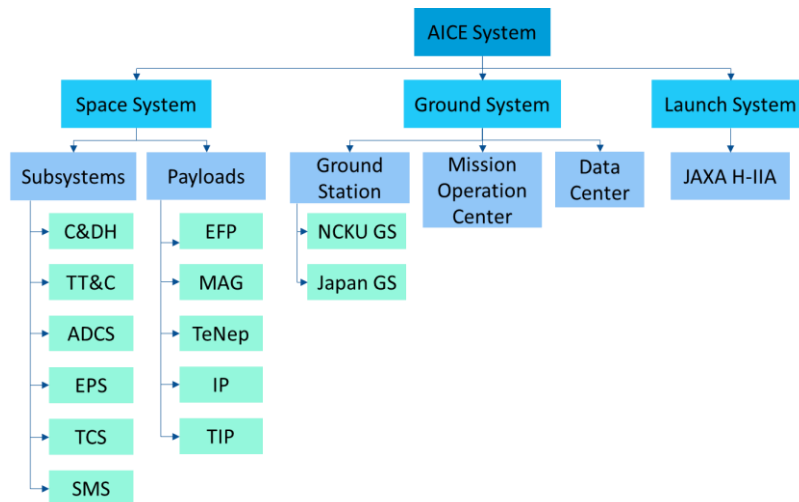 AICE System
Space System
Ground System
Launch System
Subsystems
Payloads
Ground
Station
Mission
Operation
Center
Data
Center
JAXA H-IIA
C&DH
EFP
NCKU GS
TT&C
MAG
Japan GS
ADCS
TeNep
EPS
IP
TCS
TIP
SMS